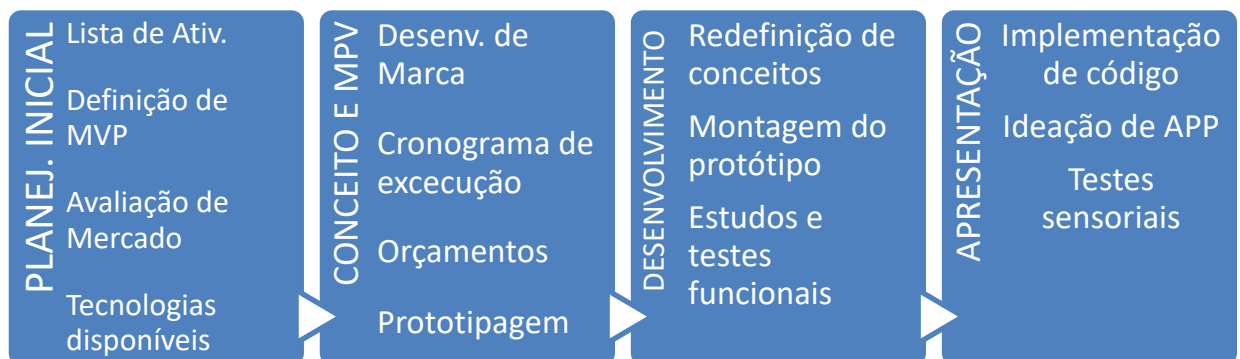 PLANEJ. INICIAL
Lista de Ativ.
Definição de
MVP
Avaliação de
Mercado
Tecnologias
disponíveis
CONCEITO E MPV
Desenv. de
Marca
Cronograma de
excecução
Orçamentos
Prototipagem
DESENVOLVIMENTO
Redefinição de
conceitos
Montagem do
protótipo
Estudos e
testes
funcionais
APRESENTAÇÃO
Implementação
de código
Ideação de APP
Testes
sensoriais